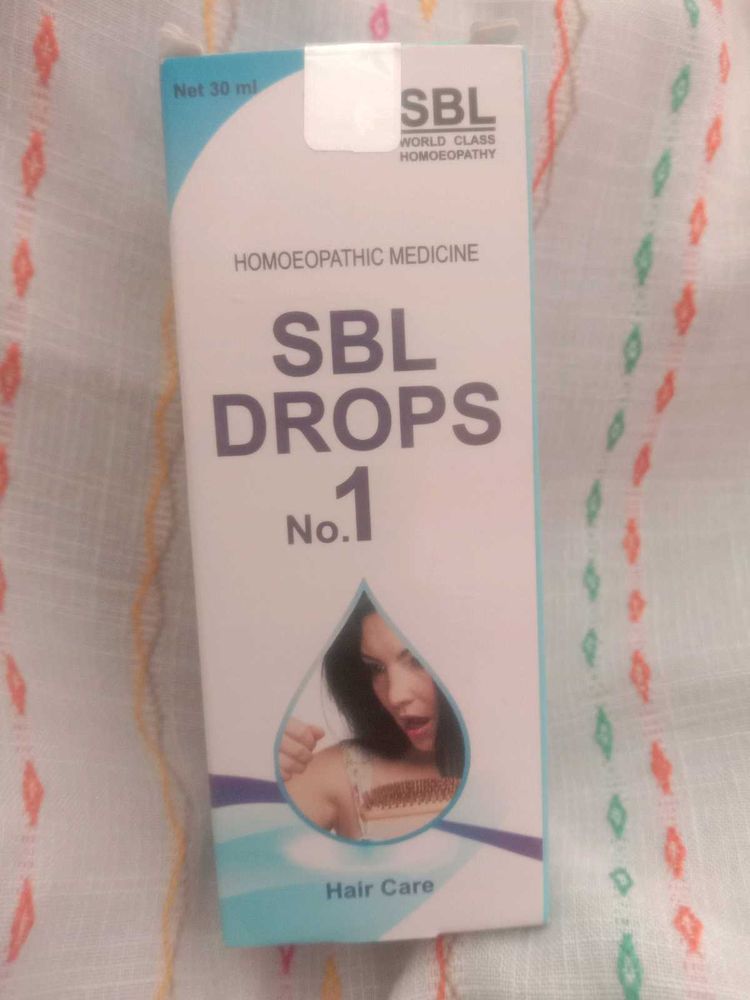 Net 30 ml
SBL
WORLD CLASS
HOMOEOPATHY
HOMOEOPATHIC MEDICINE
SBL
DROPS
No.1
Hair Care